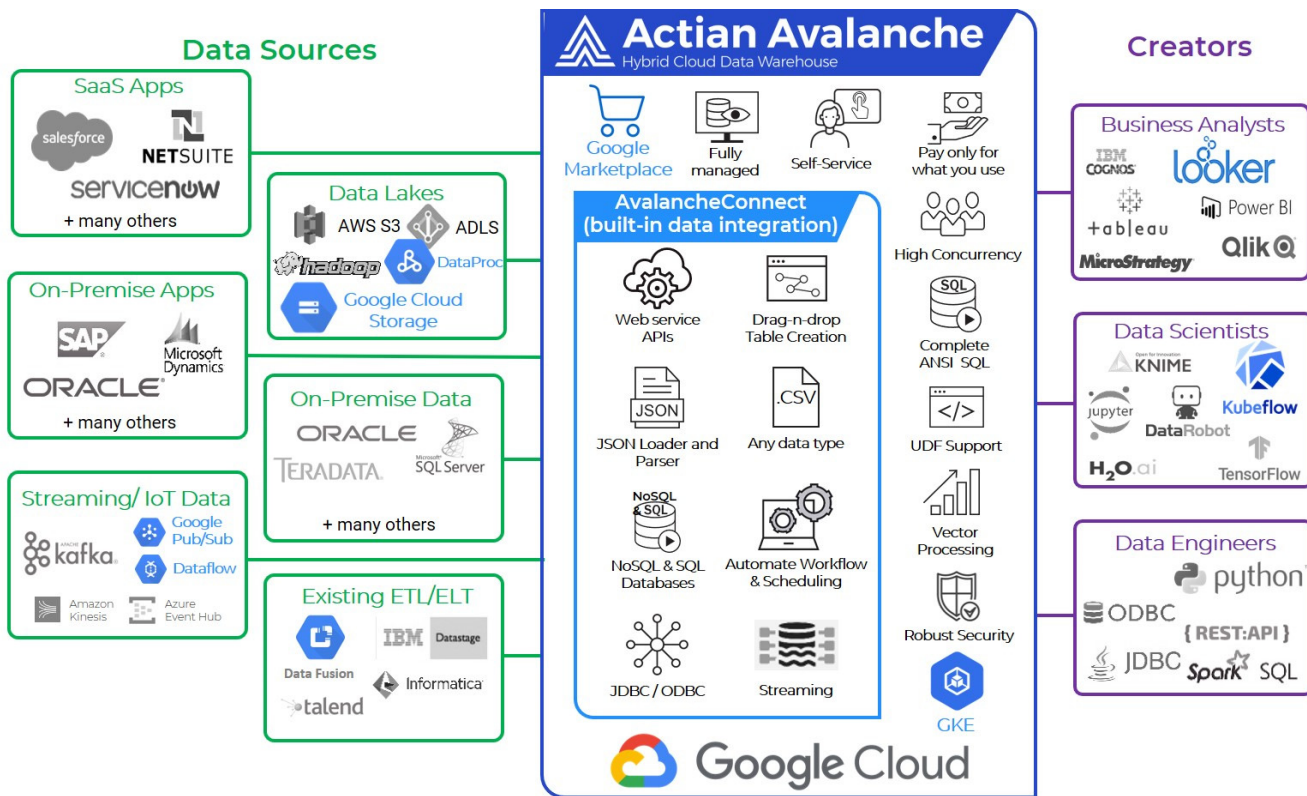 Data Sources
SaaS Apps
salesforce
N
NETSUITE
servicenow
+ many others
Data Lakes
AWS S3
ADLS
hadoop
DataProc
Google Cloud
Storage
On-Premise Apps
SAP
Microsoft
Dynamics
ORACLE
+ many others
On-Premise Data
ORACLE
TERADATA.
Microsoft
SQL Server
+ many others
Streaming/ IoT Data
APACHE
kafka
Google
Pub/Sub
Dataflow
Amazon
Kinesis
Azure
Event Hub
Existing ETL/ELT
Data Fusion
IBM
Datastage
talend
Informatica
Actian Avalanche
Hybrid Cloud Data Warehouse
Google
Marketplace
Fully
managed
Self-Service
Pay only for
what you use
AvalancheConnect
(built-in data integration)
Web service
APIs
Drag-n-drop
Table Creation
JSON
JSON Loader and
Parser
.CSV
Any data type
NoSQL
& SQL
NoSQL & SQL
Databases
Automate Workflow
& Scheduling
JDBC / ODBC
Streaming
High Concurrency
SQL
Complete
ANSI SQL
</>
UDF Support
Vector
Processing
Robust Security
GKE
Google Cloud
Creators
Business Analysts
IBM
COGNOS
looker
+ableau
Power BI
MicroStrategy
Qlik
Data Scientists
Open for Innovation
KNIME
Kubeflow
jupyter
DataRobot
H2O.ai
TensorFlow
Data Engineers
python
ODBC
{ REST:API }
JDBC
Spark
SQL